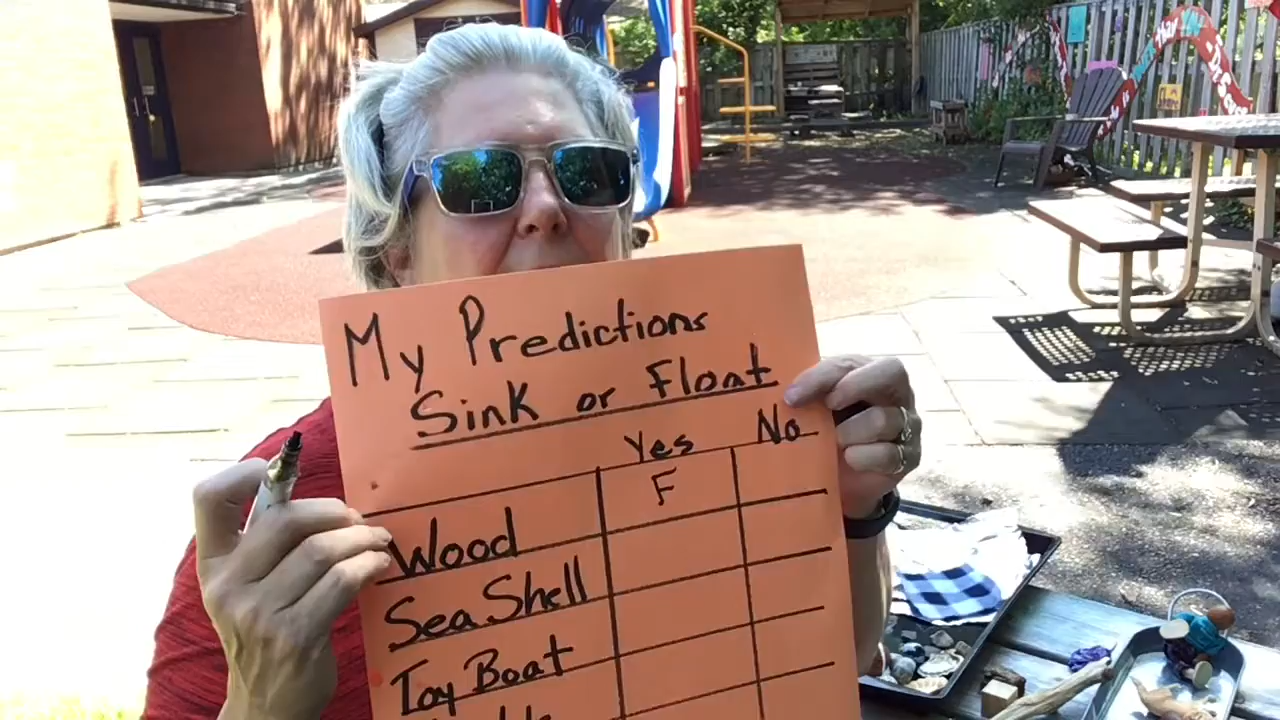 My Predictions
Sink or Float
Yes No
F
Wood
Sea Shell
Toy Boat